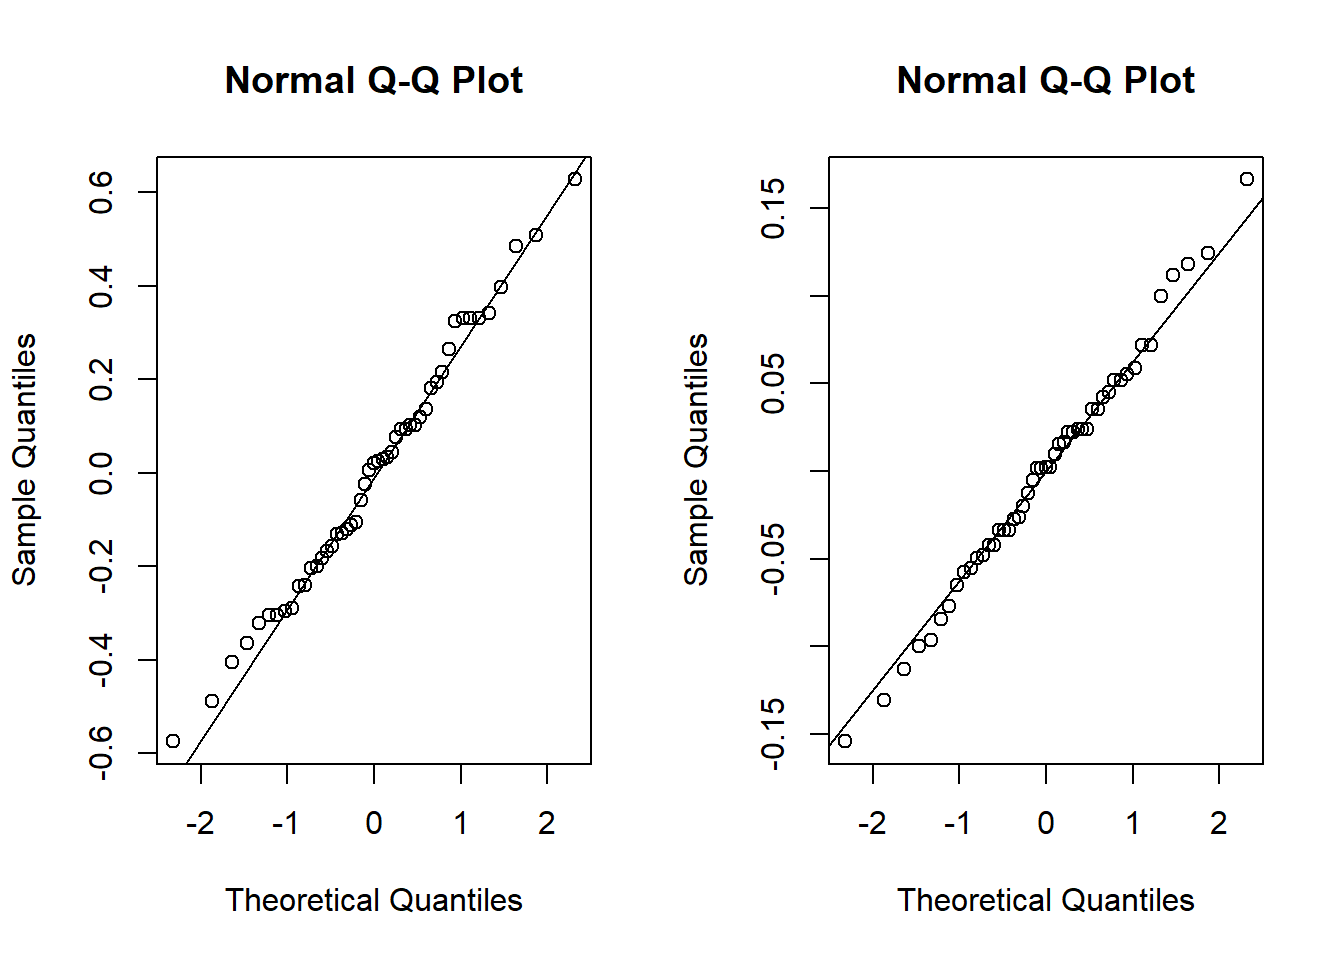 Normal Q-Q Plot
Sample Quantiles
0.6
0.4
0.2
0.0
-0.2
-0.4
-0.6
-2 -1 0 1 2
Theoretical Quantiles
Normal Q-Q Plot
Sample Quantiles
0.15
0.05
-0.05
-0.15
-2 -1 0 1 2
Theoretical Quantiles